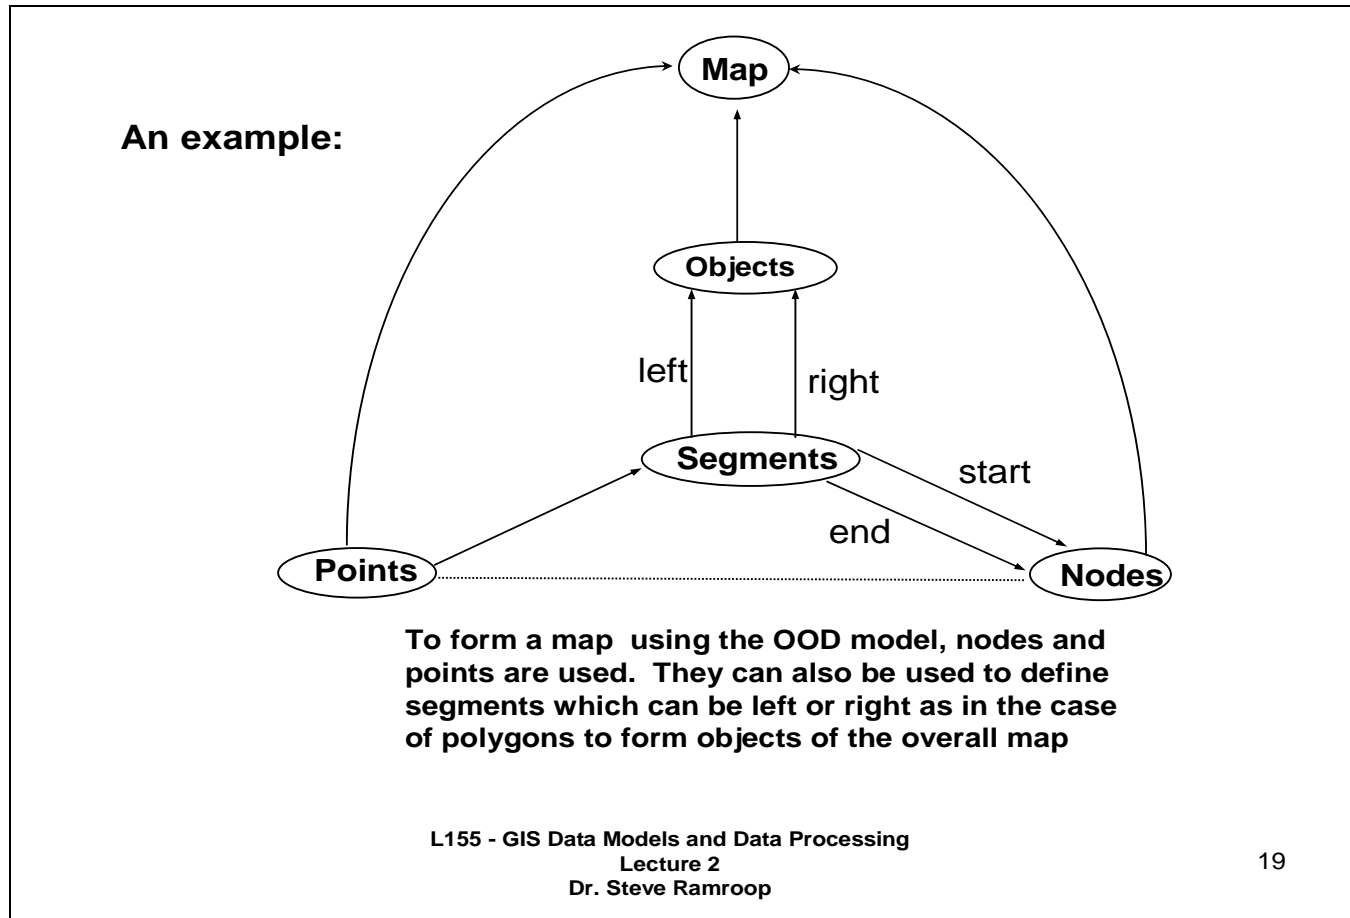 Map
An example:
Objects
left
right
Segments
start
end
Points
Nodes
To form a map using the OOD model, nodes and
points are used. They can also be used to define
segments which can be left or right as in the case
of polygons to form objects of the overall map
L155 - GIS Data Models and Data Processing
Lecture 2
Dr. Steve Ramroop
19